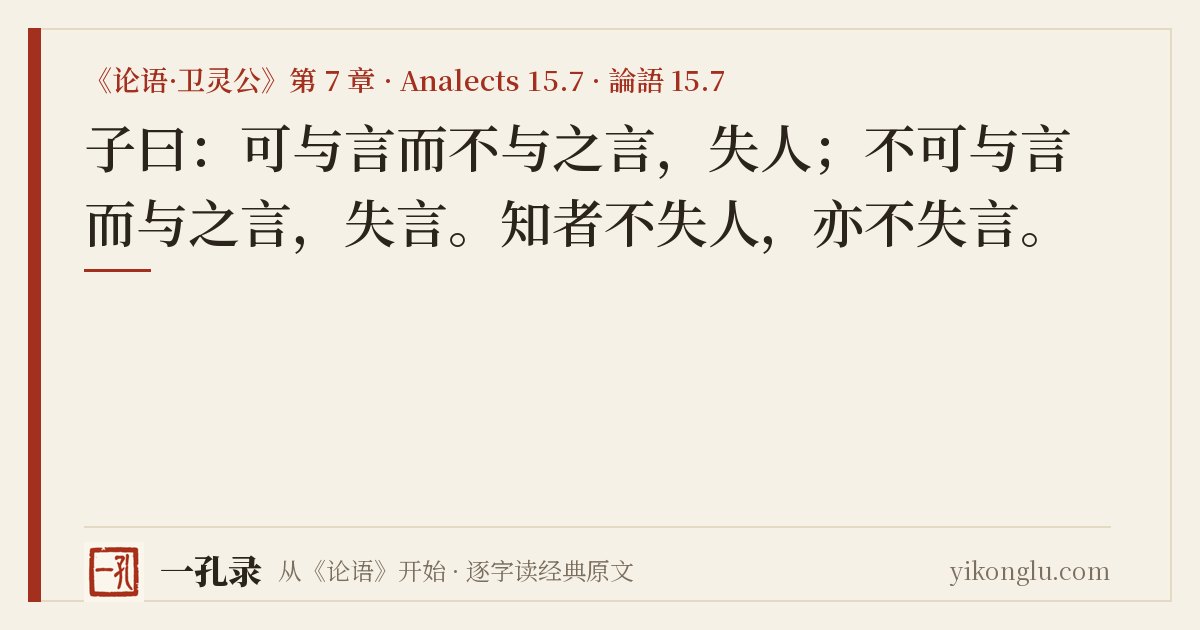 《论语·卫灵公》第 7 章 · Analects 15.7 · 論語 15.7
子曰：可与言而不与之言，失人；不可与言
而与之言，失言。知者不失人，亦不失言。
一孔
一孔录 从《论语》开始 · 逐字读经典原文 yikonglu.com